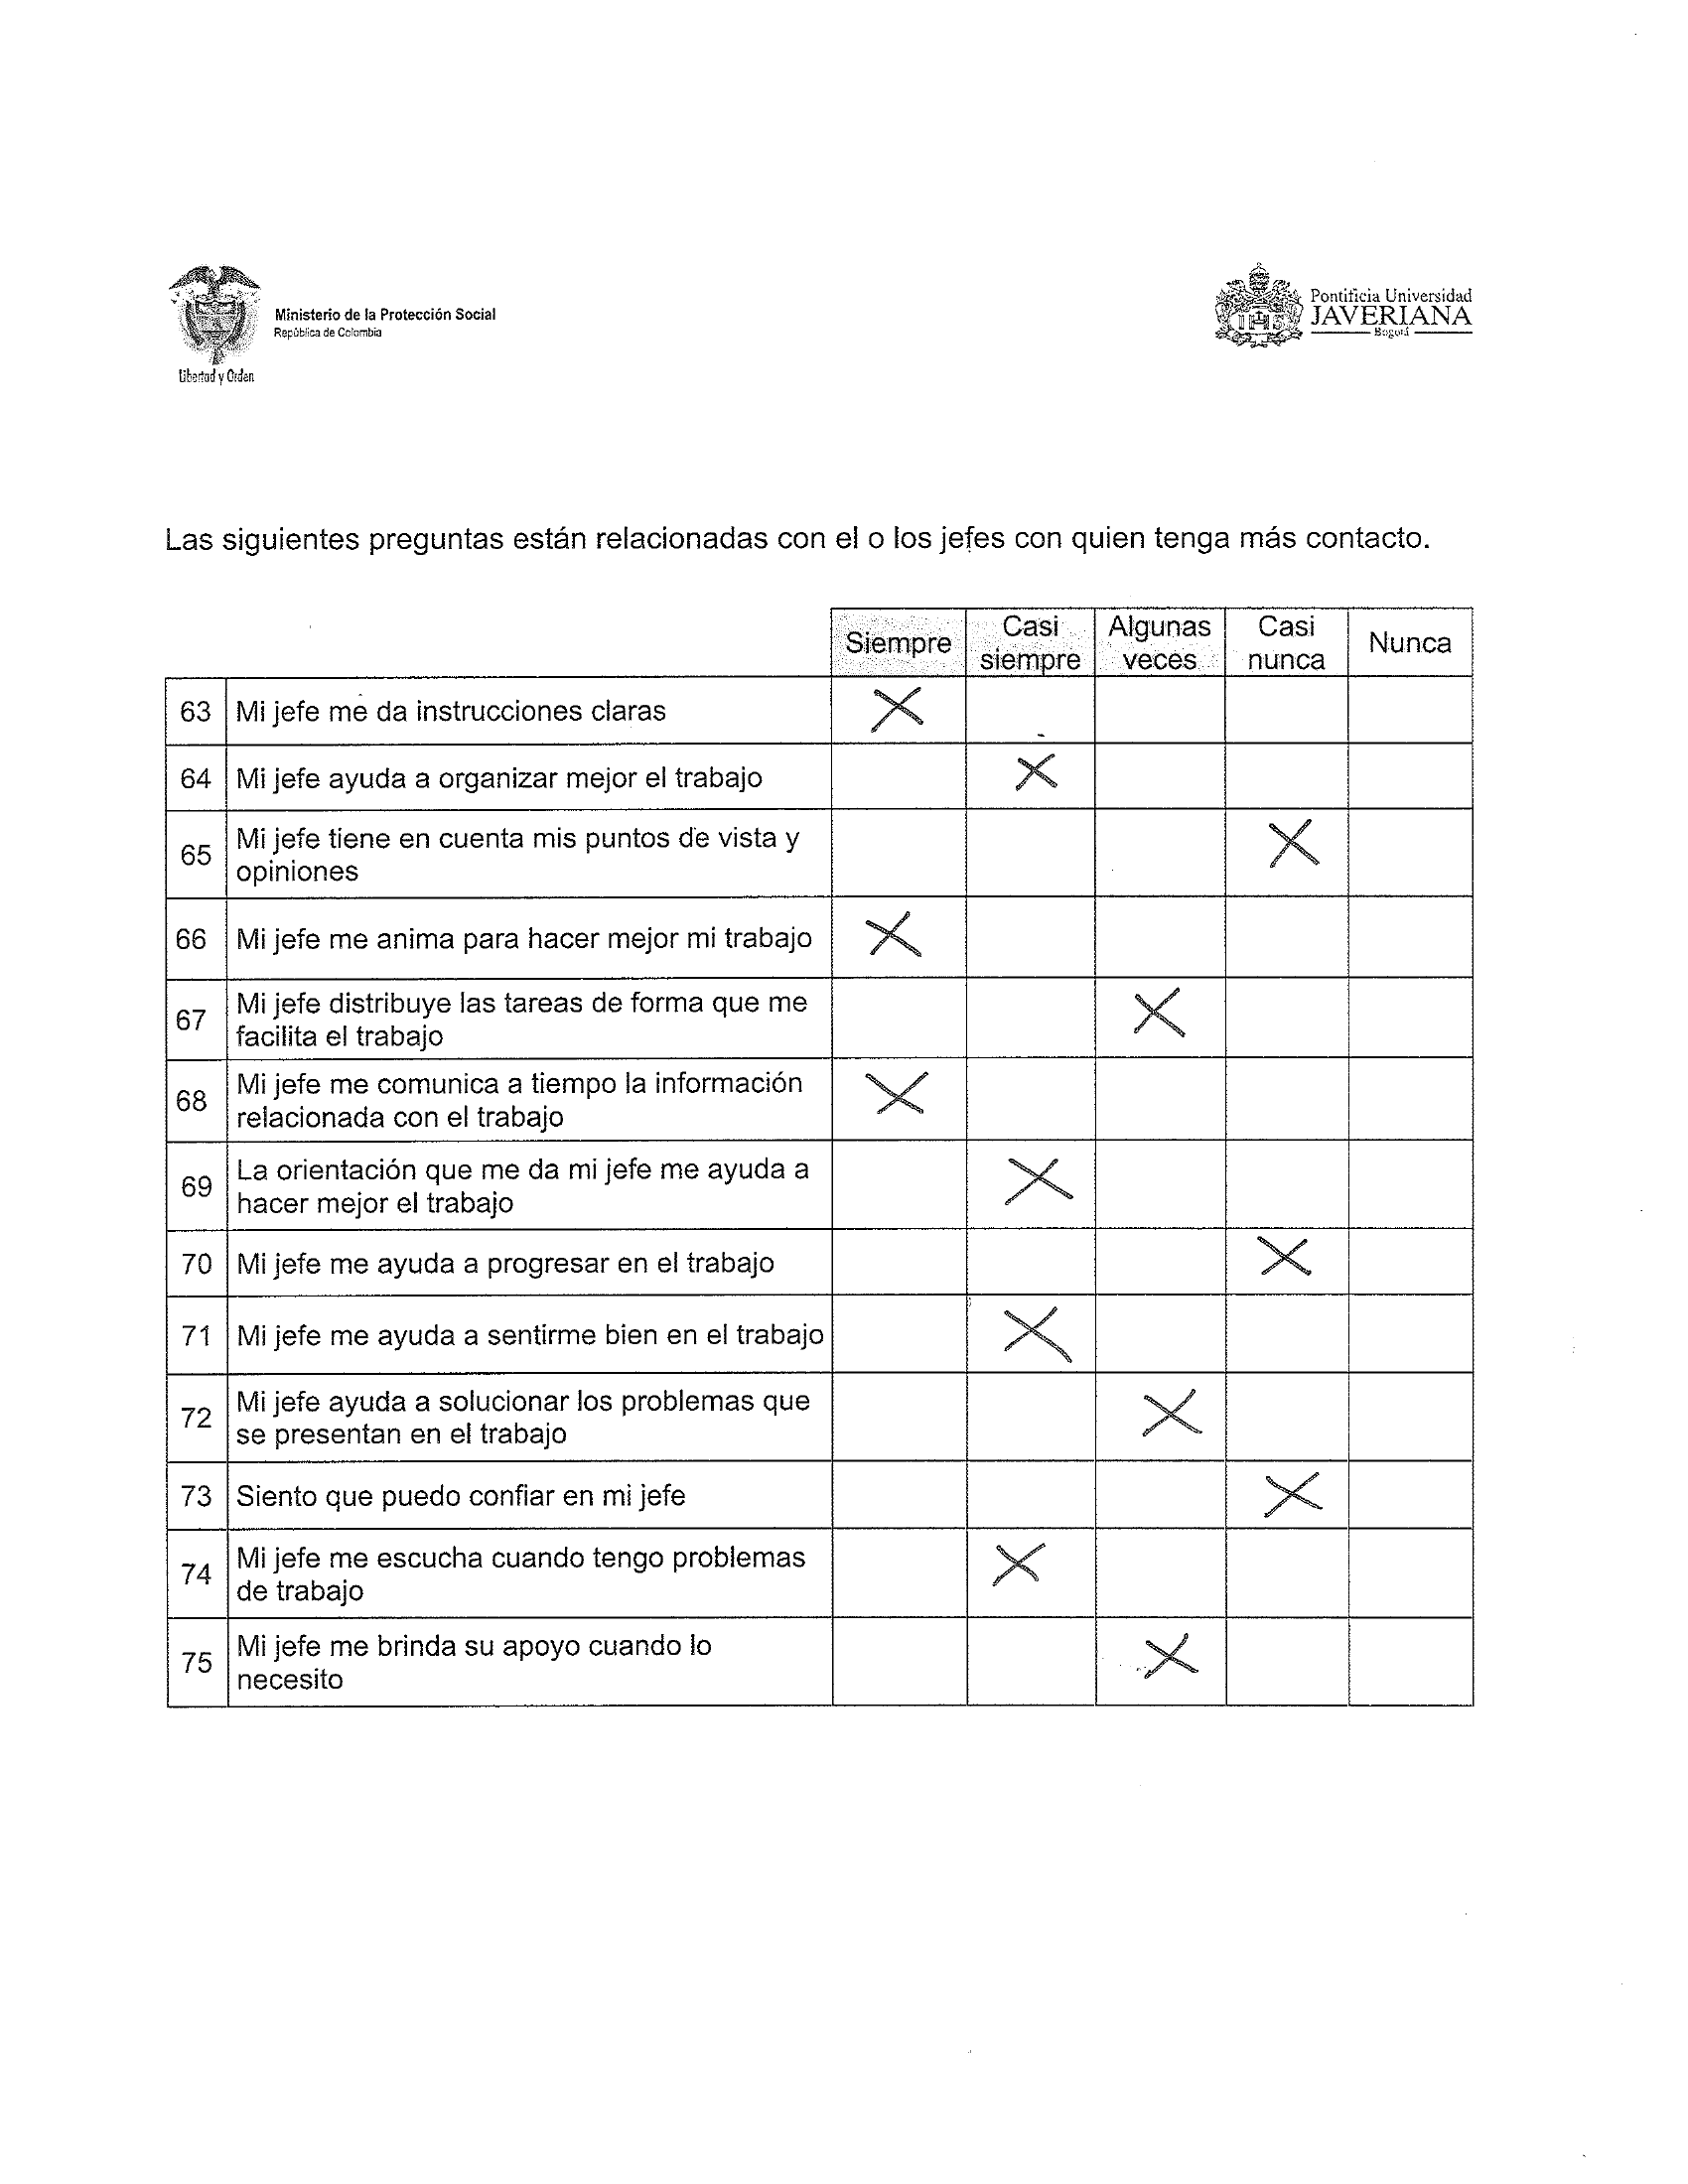 Ministerio de la Protección Social
República de Colombia
Libertad y Orden
Pontificia Universidad
JAVERIANA
Bogotá
Las siguientes preguntas están relacionadas con el o los jefes con quien tenga más contacto.
Siempre Casi siempre Algunas veces Casi nunca Nunca
63 Mi jefe me da instrucciones claras X
64 Mi jefe ayuda a organizar mejor el trabajo X
65 Mi jefe tiene en cuenta mis puntos de vista y
opiniones X
66 Mi jefe me anima para hacer mejor mi trabajo X
67 Mi jefe distribuye las tareas de forma que me
facilita el trabajo X
68 Mi jefe me comunica a tiempo la información
relacionada con el trabajo X
69 La orientación que me da mi jefe me ayuda a
hacer mejor el trabajo X
70 Mi jefe me ayuda a progresar en el trabajo X
71 Mi jefe me ayuda a sentirme bien en el trabajo X
72 Mi jefe ayuda a solucionar los problemas que
se presentan en el trabajo X
73 Siento que puedo confiar en mi jefe X
74 Mi jefe me escucha cuando tengo problemas
de trabajo X
75 Mi jefe me brinda su apoyo cuando lo
necesito X